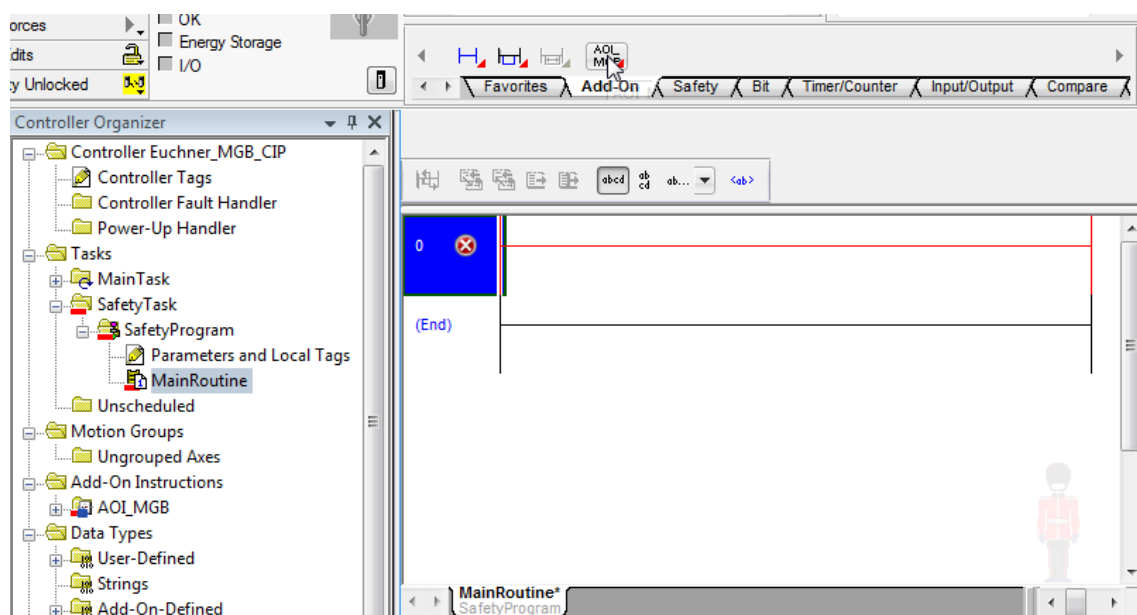 orces
OK
Energy Storage
dits
I/O
y Unlocked
AOI_
MGB
Favorites Add-On Safety Bit Timer/Counter Input/Output Compare
Controller Organizer
Controller Euchner_MGB_CIP
Controller Tags
Controller Fault Handler
Power-Up Handler
Tasks
MainTask
SafetyTask
SafetyProgram
Parameters and Local Tags
MainRoutine
Unscheduled
Motion Groups
Ungrouped Axes
Add-On Instructions
AOI_MGB
Data Types
User-Defined
Strings
Add-On-Defined
abcd ab cd ab... <ab>
0
(End)
MainRoutine*
SafetyProgram